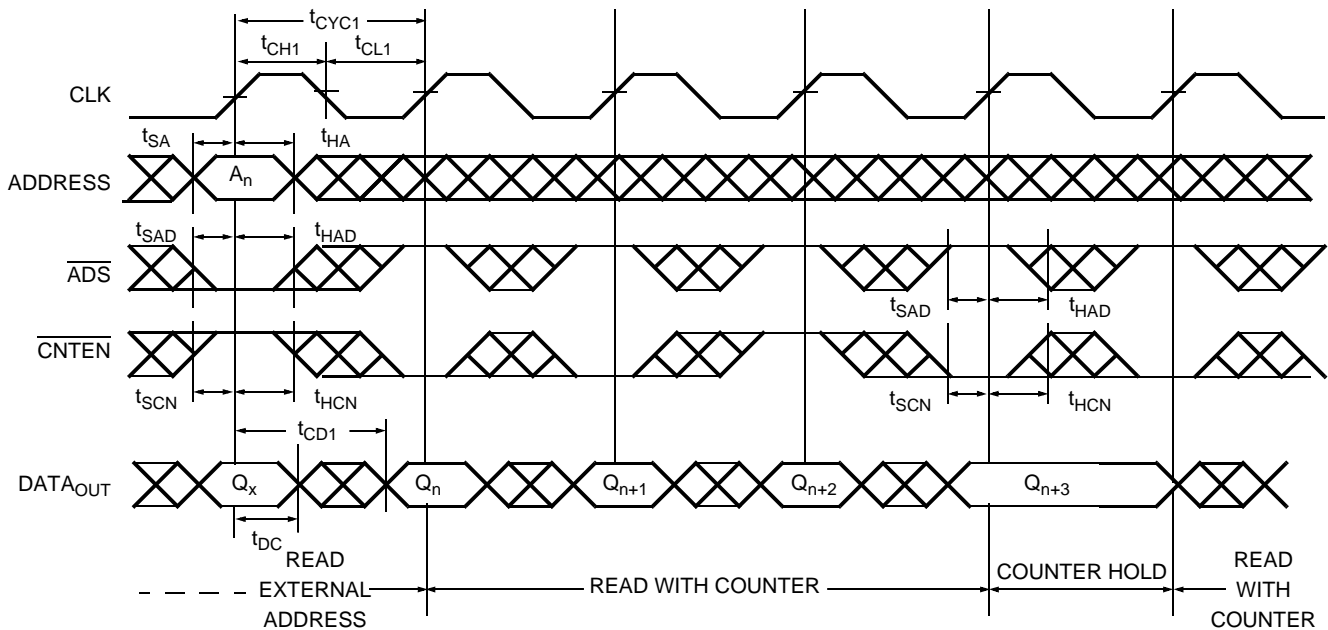 tCYC1
tCH1 tCL1
CLK
tSA tHA
ADDRESS An
tSAD tHAD
ADS
tSAD tHAD
CNTEN
tSCN tHCN tSCN tHCN
tCD1
DATAOUT Qx Qn Qn+1 Qn+2 Qn+3
tDC
READ EXTERNAL ADDRESS
READ WITH COUNTER
COUNTER HOLD
READ WITH COUNTER